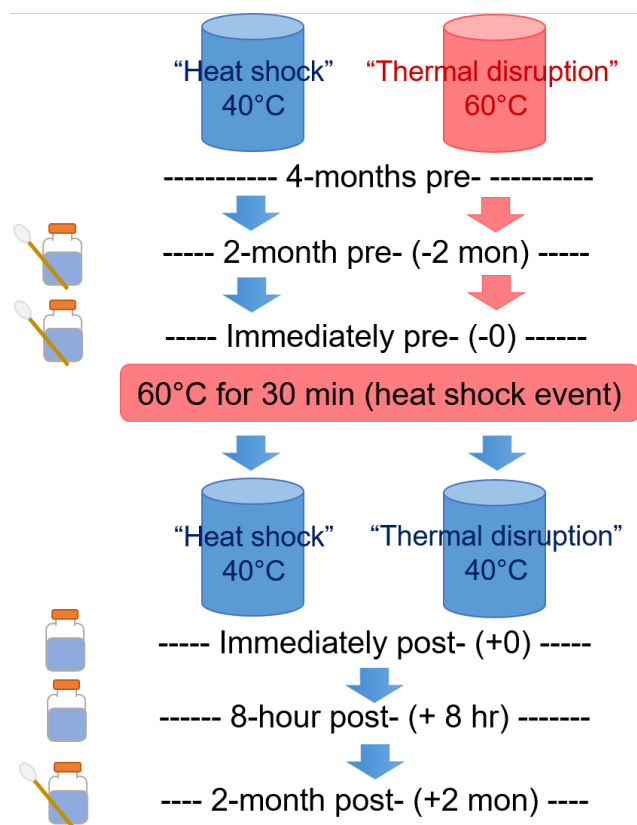 “Heat shock” “Thermal disruption”
40°C 60°C
----------- 4-months pre- ----------
----- 2-month pre- (-2 mon) -----
----- Immediately pre- (-0) ------
60°C for 30 min (heat shock event)
“Heat shock” “Thermal disruption”
40°C 40°C
----- Immediately post- (+0) -----
------ 8-hour post- (+ 8 hr) -------
---- 2-month post- (+2 mon) ----